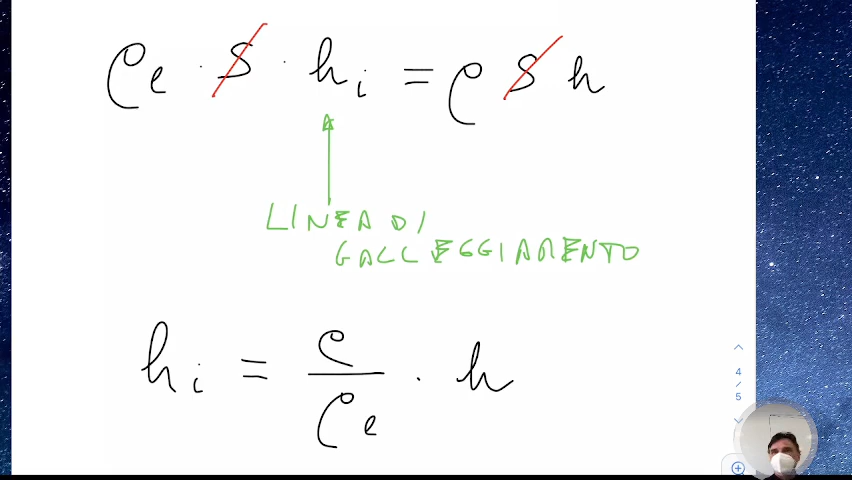 ρe · S · hi = ρ S h
LINEA DI
GALLEGGIAMENTO
hi = ρ/ρe · h
4
/
5